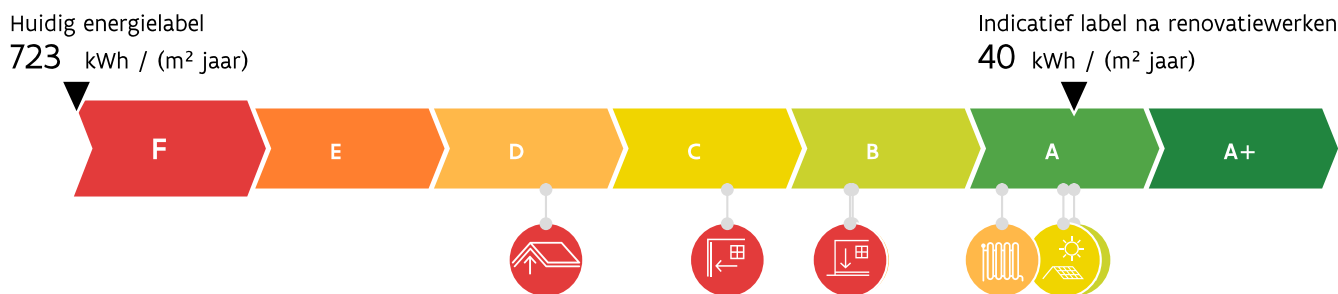 Huidig energielabel
723 kWh / (m² jaar)
Indicatief label na renovatiewerken
40 kWh / (m² jaar)
F
E
D
C
B
A
A+